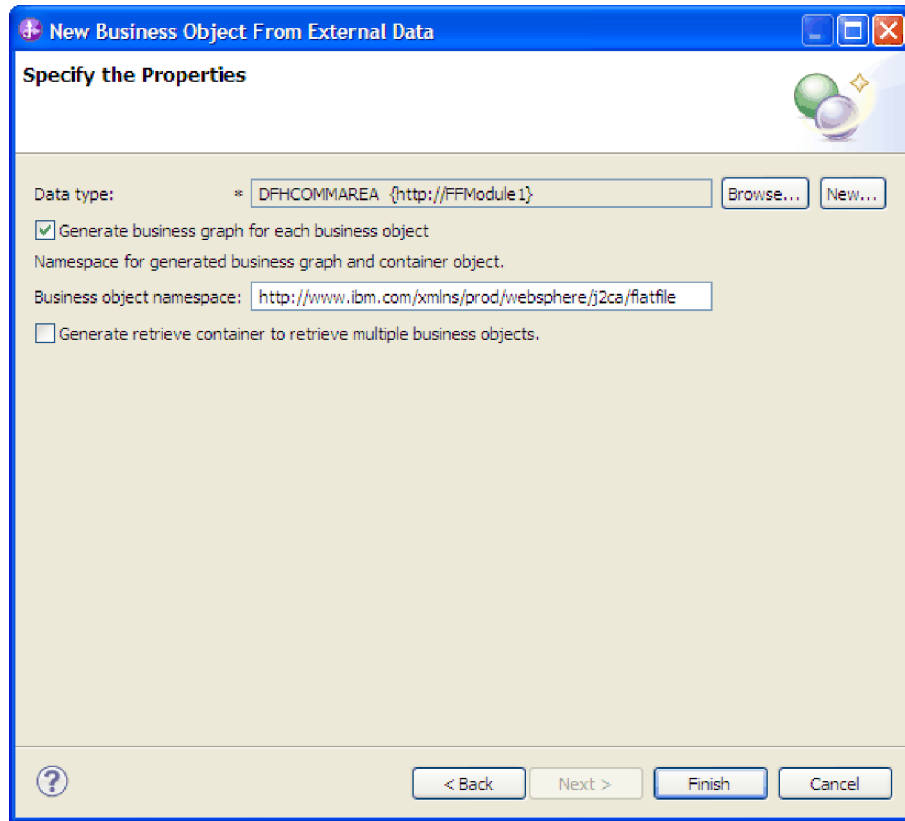 New Business Object From External Data
Specify the Properties
Data type: * DFHCOMMAREA {http://FFModule1} Browse... New...
Generate business graph for each business object
Namespace for generated business graph and container object.
Business object namespace: http://www.ibm.com/xmlns/prod/websphere/j2ca/flatfile
Generate retrieve container to retrieve multiple business objects.
? < Back Next > Finish Cancel